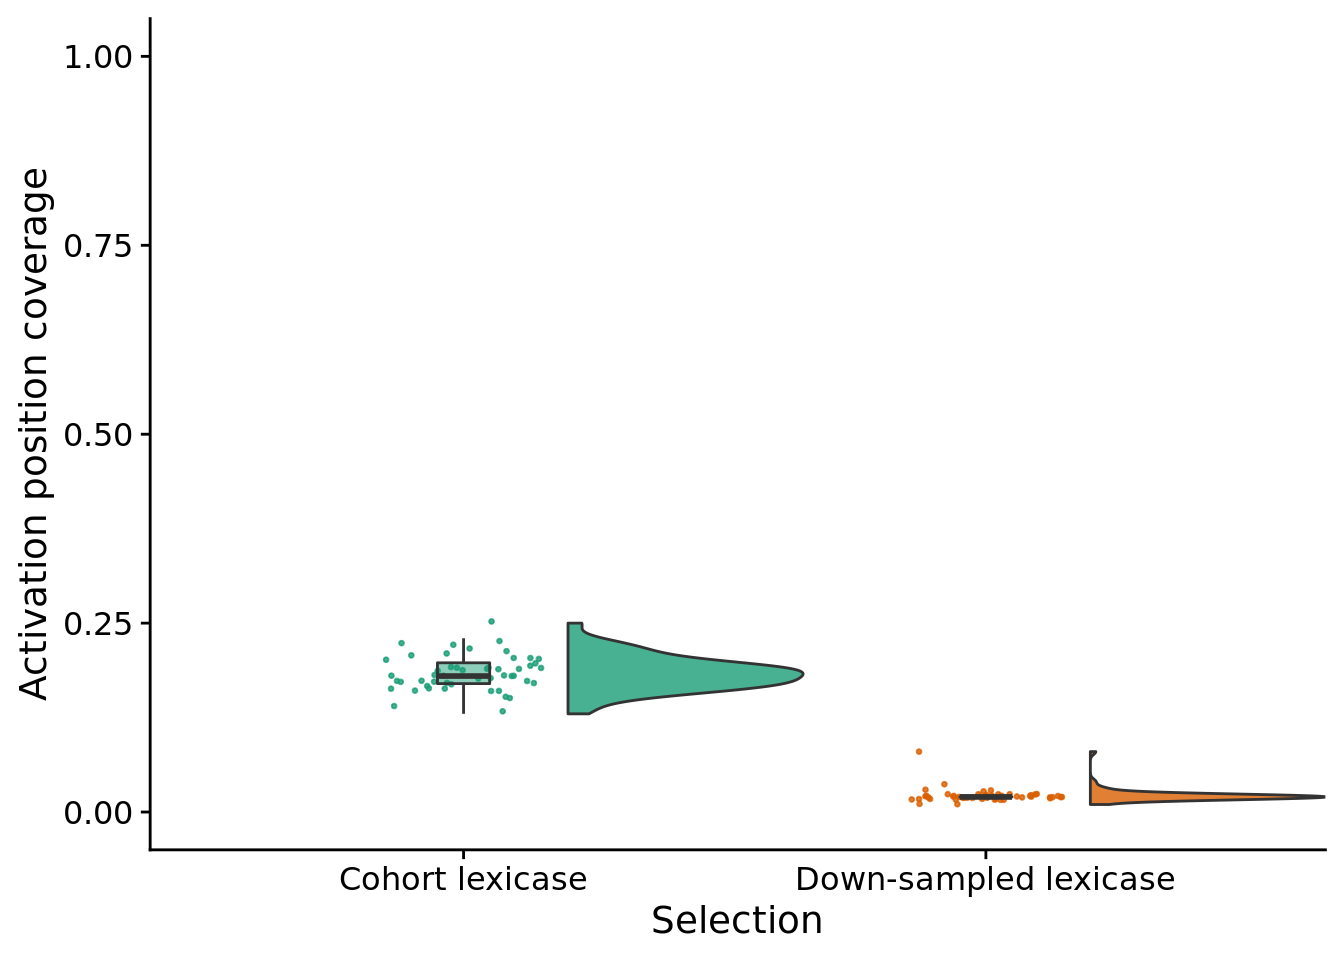 Activation position coverage
1.00
0.75
0.50
0.25
0.00
Cohort lexicase
Down-sampled lexicase
Selection